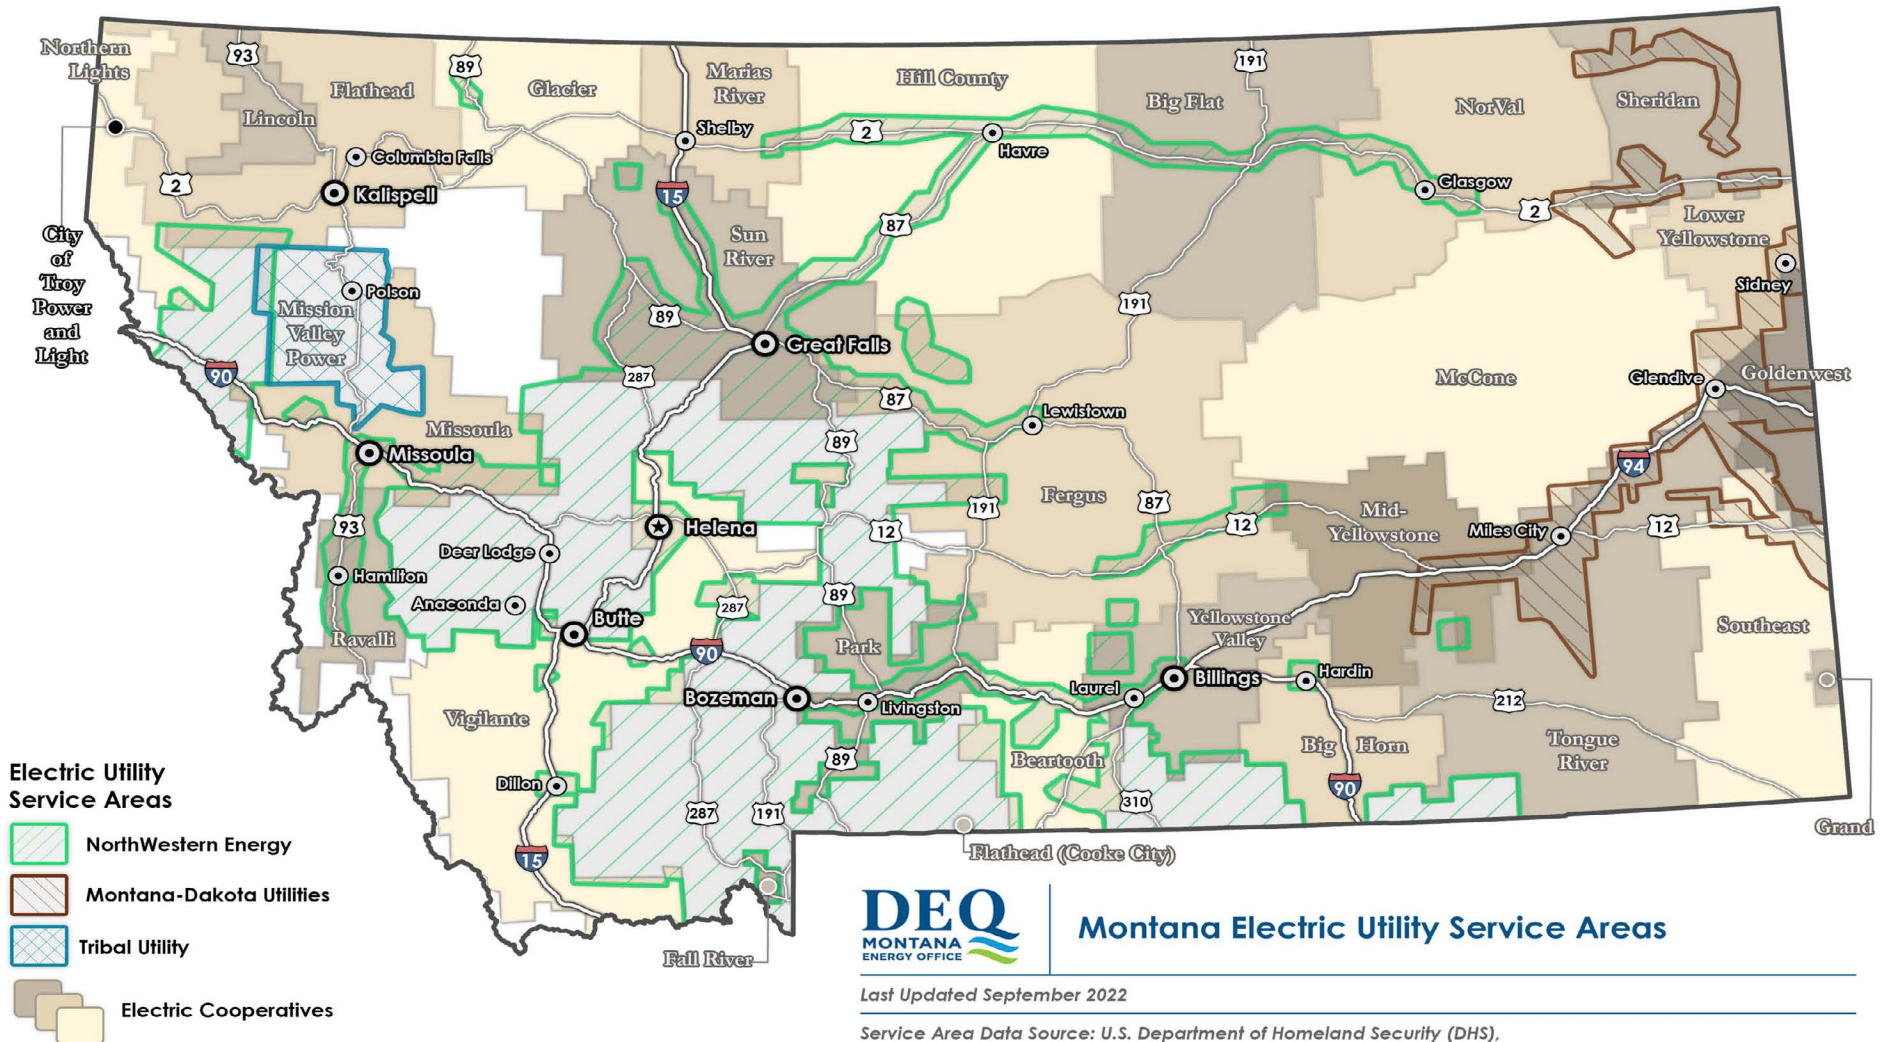 Northern
Lights
93
89
Flathead
Glacier
Marias
River
Hill County
191
Big Flat
NorVal
Sheridan
Lincoln
Shelby
2
Havre
Columbia Falls
2
Kalispell
15
Glasgow
2
Lower
Yellowstone
City
of
Troy
Power
and
Light
87
Sun
River
Polson
Sidney
Mission
Valley
Power
89
191
Great Falls
90
287
McCone
Glendive
Goldenwest
87
Lewistown
Missoula
89
Missoula
94
Fergus
Mid-
Yellowstone
191
87
93
Helena
12
12
Miles City
12
Deer Lodge
Hamilton
Anaconda
89
287
Butte
Ravalli
Park
Yellowstone
Valley
Southeast
90
Billings
Hardin
Laurel
Bozeman
Livingston
212
Vigilante
Big Horn
Tongue
River
Beartooth
89
Dillon
90
310
287
191
Grand
15
Flathead (Cooke City)
Fall River
Electric Utility
Service Areas
NorthWestern Energy
Montana-Dakota Utilities
Tribal Utility
Electric Cooperatives
DEQ
MONTANA
ENERGY OFFICE
Montana Electric Utility Service Areas
Last Updated September 2022
Service Area Data Source: U.S. Department of Homeland Security (DHS),